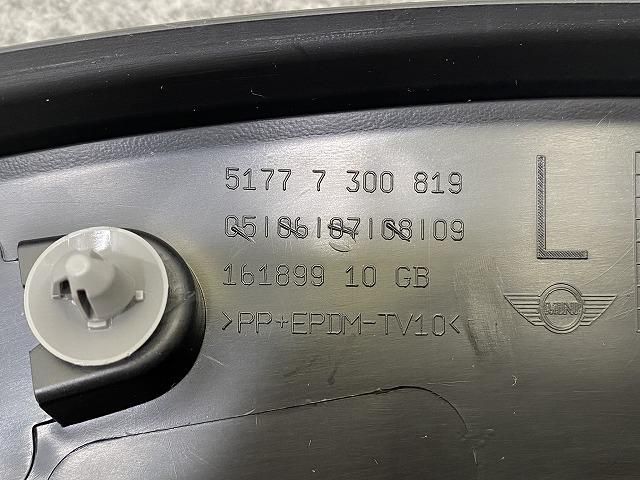 5177 7 300 819
05|06|07|08|09
161899 10 GB
>PP+EPDM-TV10<
L
MINI